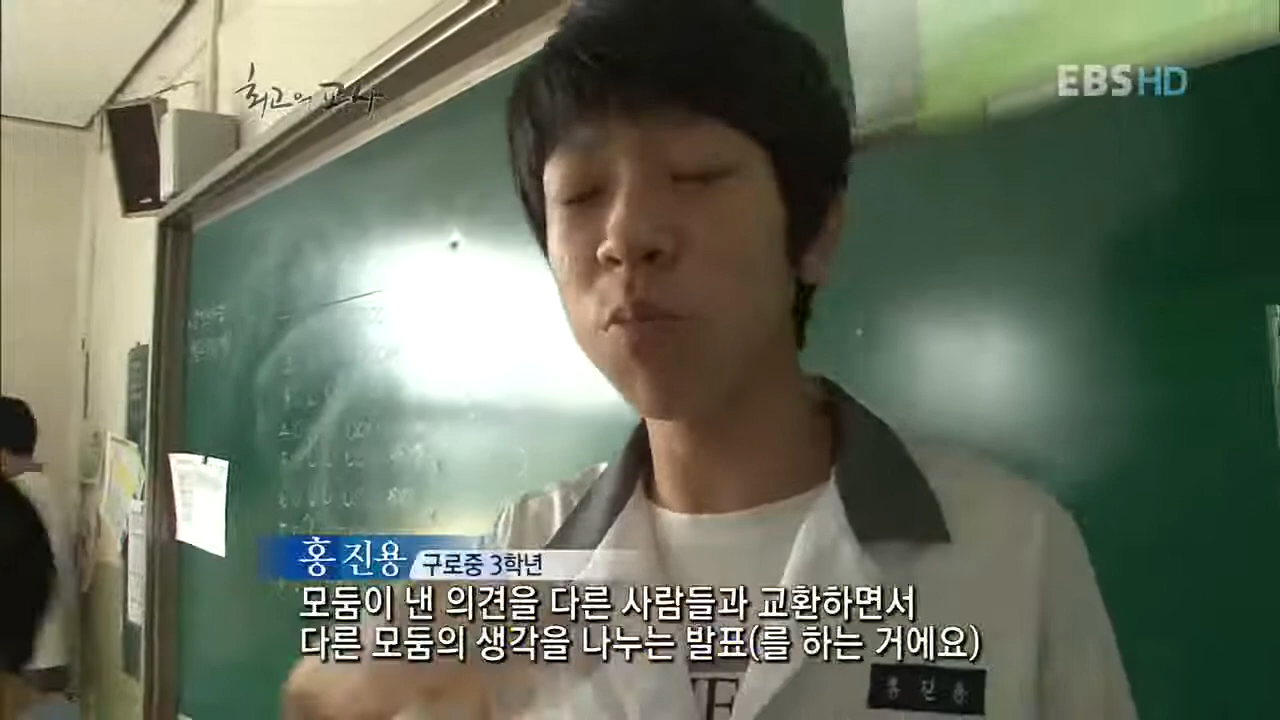 최고의 교사
EBS HD
홍진용 구로중 3학년
모둠이 낸 의견을 다른 사람들과 교환하면서
다른 모둠의 생각을 나누는 발표(를 하는 거에요)
홍진용